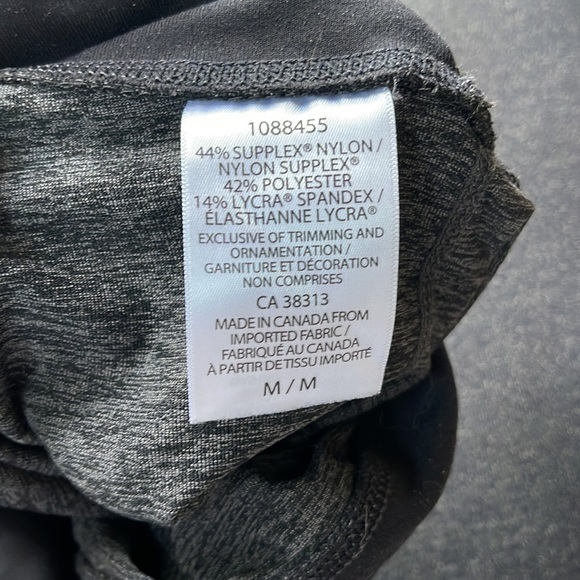 1088455
44% SUPPLEX® NYLON /
NYLON SUPPLEX®
42% POLYESTER
14% LYCRA® SPANDEX /
ÉLASTHANNE LYCRA®
EXCLUSIVE OF TRIMMING AND
ORNAMENTATION /
GARNITURE ET DÉCORATION
NON COMPRISES
CA 38313
MADE IN CANADA FROM
IMPORTED FABRIC /
FABRIQUÉ AU CANADA
À PARTIR DE TISSU IMPORTÉ
M / M